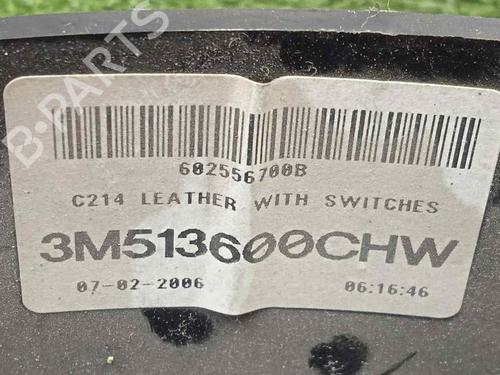 602556700B
C214 LEATHER WITH SWITCHES
3M513600CHW
07-02-2006 06:16:46
B-PARTS